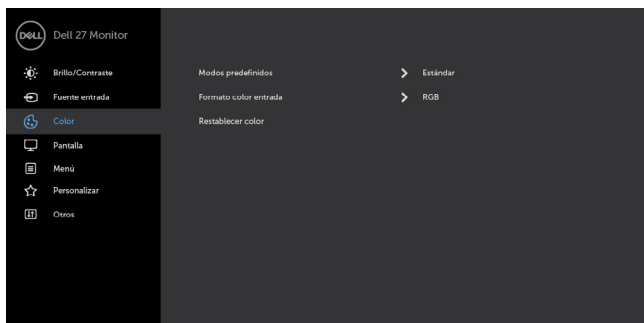 DELL Dell 27 Monitor
Brillo/Contraste Modos predefinidos Estándar
Fuente entrada Formato color entrada RGB
Color Restablecer color
Pantalla
Menú
Personalizar
Otros